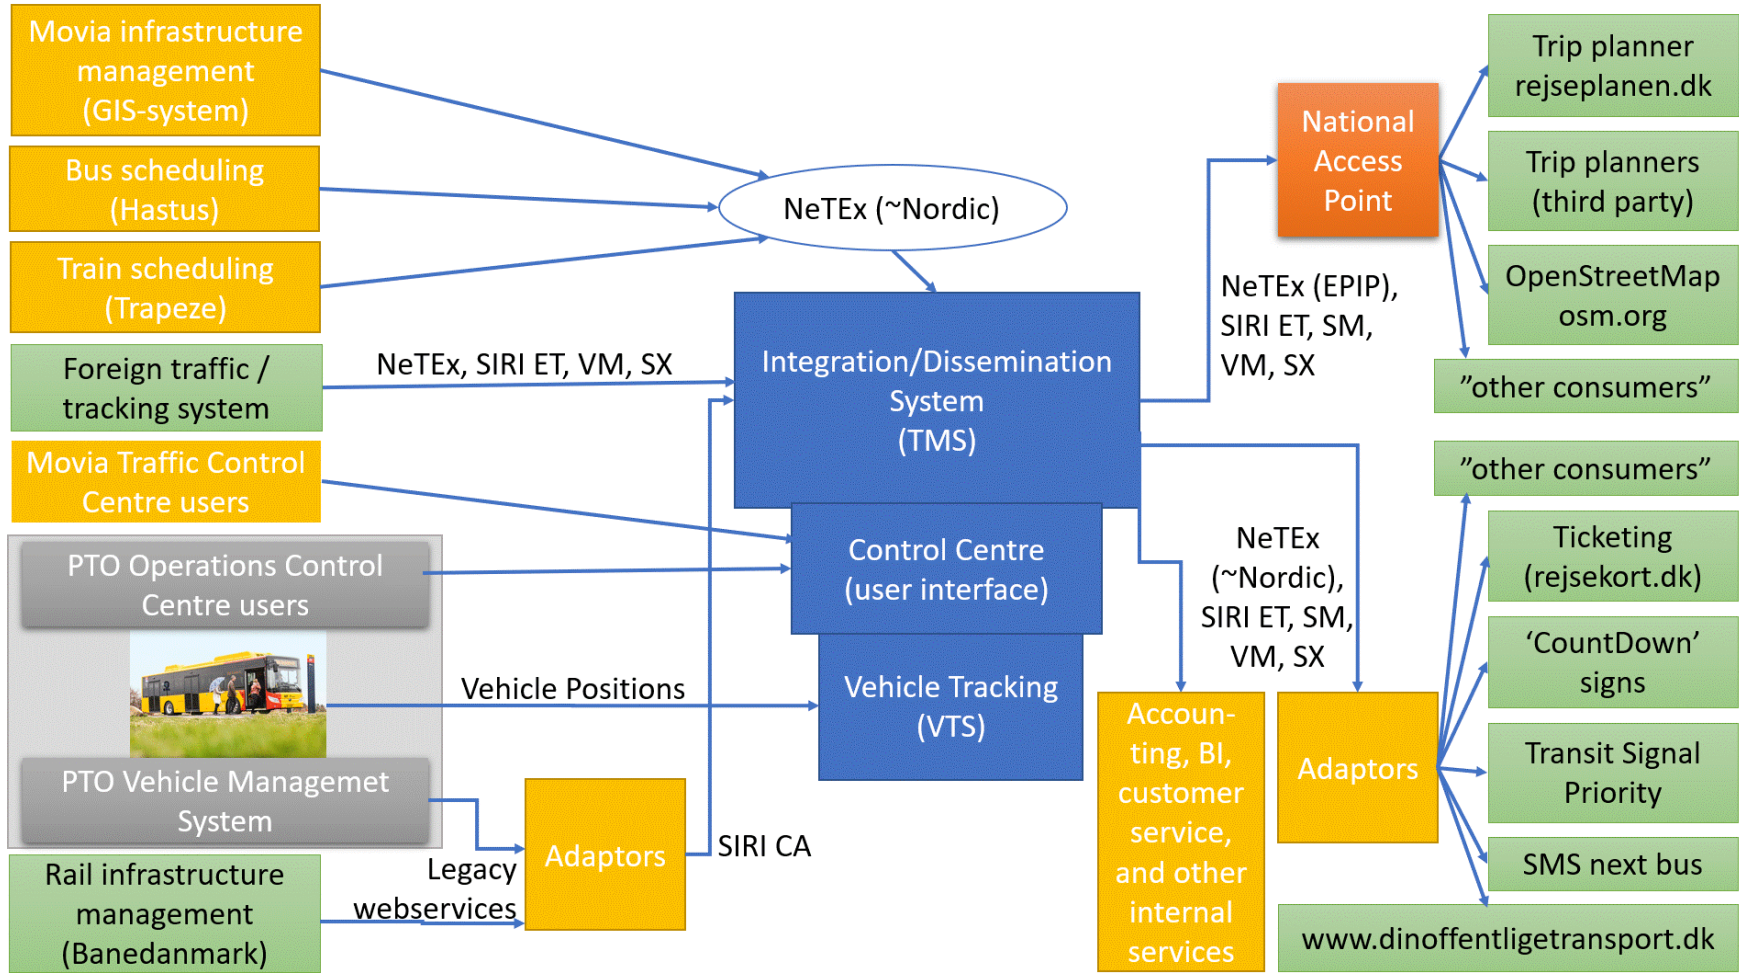 Movia infrastructure
management
(GIS-system)
Bus scheduling
(Hastus)
Train scheduling
(Trapeze)
Foreign traffic /
tracking system
Movia Traffic Control
Centre users
PTO Operations Control
Centre users
PTO Vehicle Managemet
System
Rail infrastructure
management
(Banedanmark)
NeTEx (~Nordic)
NeTEx, SIRI ET, VM, SX
Vehicle Positions
Legacy
webservices
Adaptors
SIRI CA
Integration/Dissemination
System
(TMS)
Control Centre
(user interface)
Vehicle Tracking
(VTS)
National
Access
Point
NeTEx (EPIP),
SIRI ET, SM,
VM, SX
NeTEx
(~Nordic),
SIRI ET, SM,
VM, SX
Accoun-
ting, BI,
customer
service,
and other
internal
services
Adaptors
Trip planner
rejseplanen.dk
Trip planners
(third party)
OpenStreetMap
osm.org
”other consumers”
”other consumers”
Ticketing
(rejsekort.dk)
‘CountDown’
signs
Transit Signal
Priority
SMS next bus
www.dinoffentligetransport.dk